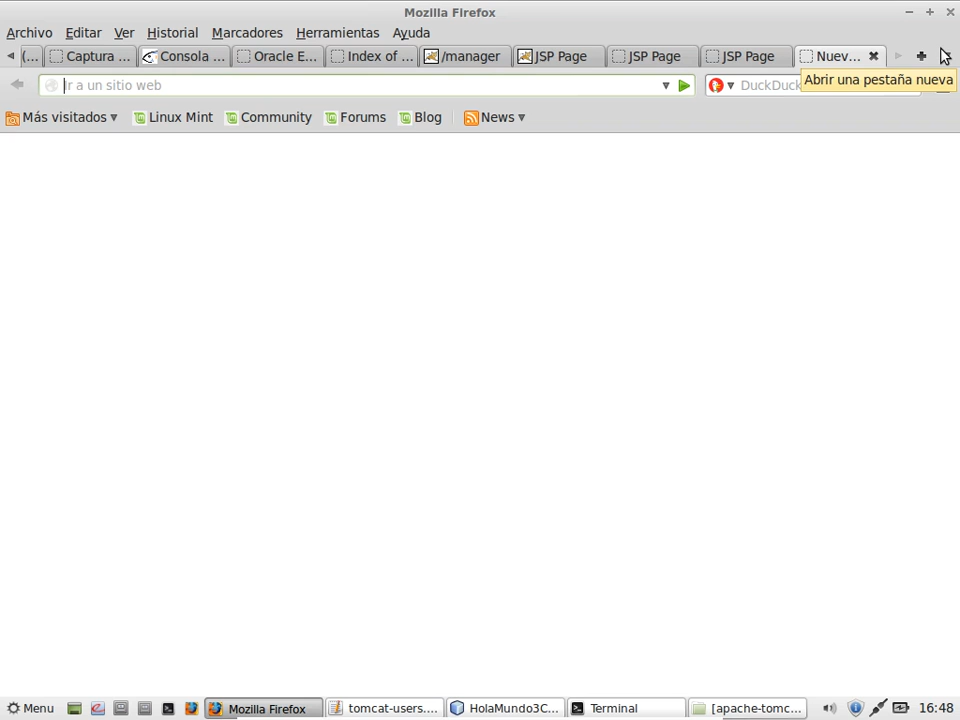 Mozilla Firefox
Archivo Editar Ver Historial Marcadores Herramientas Ayuda
(... Captura ... Consola ... Oracle E... Index of ... /manager JSP Page JSP Page JSP Page Nuev...
Ir a un sitio web DuckDuc
Abrir una pestaña nueva
Más visitados Linux Mint Community Forums Blog News
Menu Mozilla Firefox tomcat-users.... HolaMundo3C... Terminal [apache-tomc... 16:48